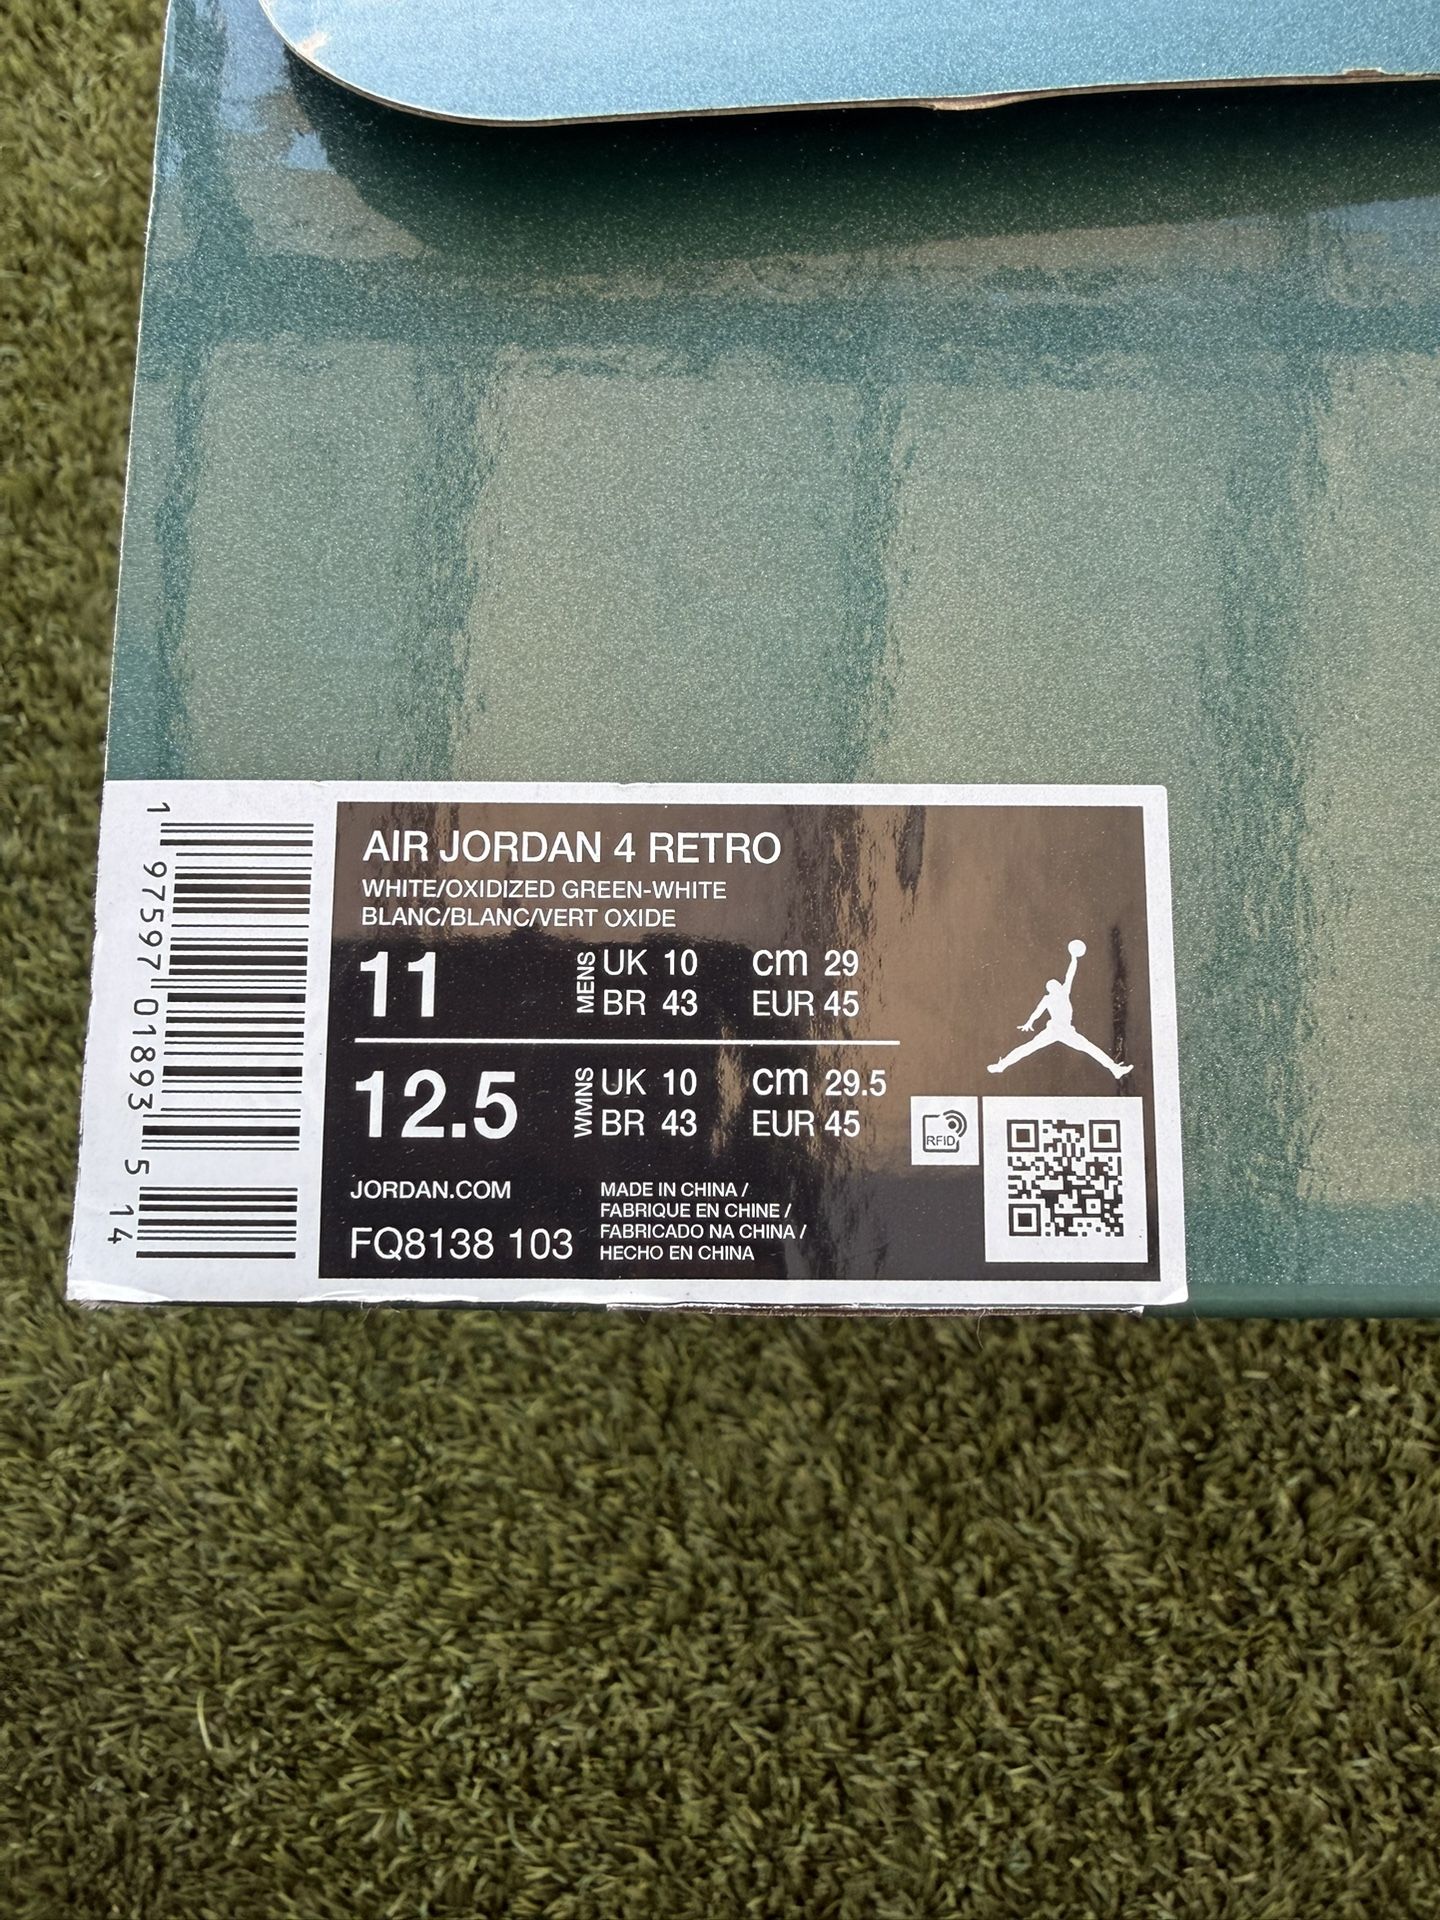 AIR JORDAN 4 RETRO
WHITE/OXIDIZED GREEN-WHITE
BLANC/BLANC/VERT OXIDE
11 MENS UK 10 cm 29
BR 43 EUR 45
12.5 WMNS UK 10 cm 29.5
BR 43 EUR 45
RFID
JORDAN.COM
FQ8138 103
MADE IN CHINA /
FABRIQUE EN CHINE /
FABRICADO NA CHINA /
HECHO EN CHINA
1 97597 01893 5 14